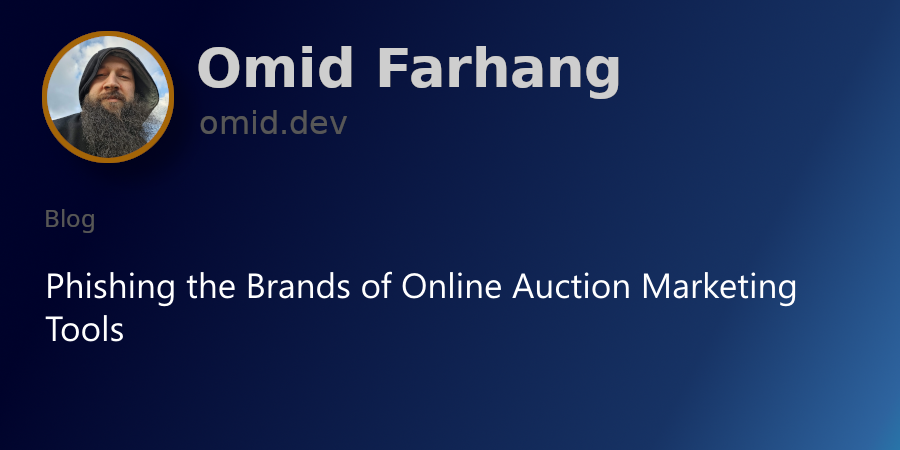 Omid Farhang
omid.dev
Blog
Phishing the Brands of Online Auction Marketing
Tools